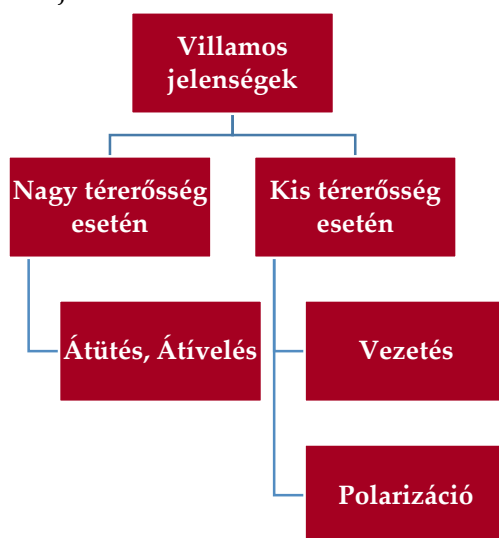 Villamos
jelenségek
Nagy térerősség
esetén
Kis térerősség
esetén
Átütés, Átívelés
Vezetés
Polarizáció